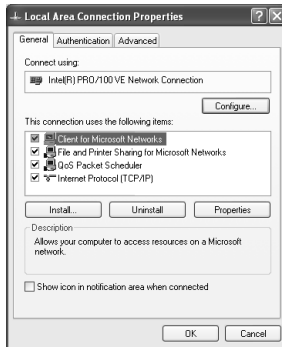 Local Area Connection Properties
General Authentication Advanced
Connect using:
Intel(R) PRO/100 VE Network Connection
Configure...
This connection uses the following items:
Client for Microsoft Networks
File and Printer Sharing for Microsoft Networks
QoS Packet Scheduler
Internet Protocol (TCP/IP)
Install... Uninstall Properties
Description
Allows your computer to access resources on a Microsoft
network.
Show icon in notification area when connected
OK Cancel